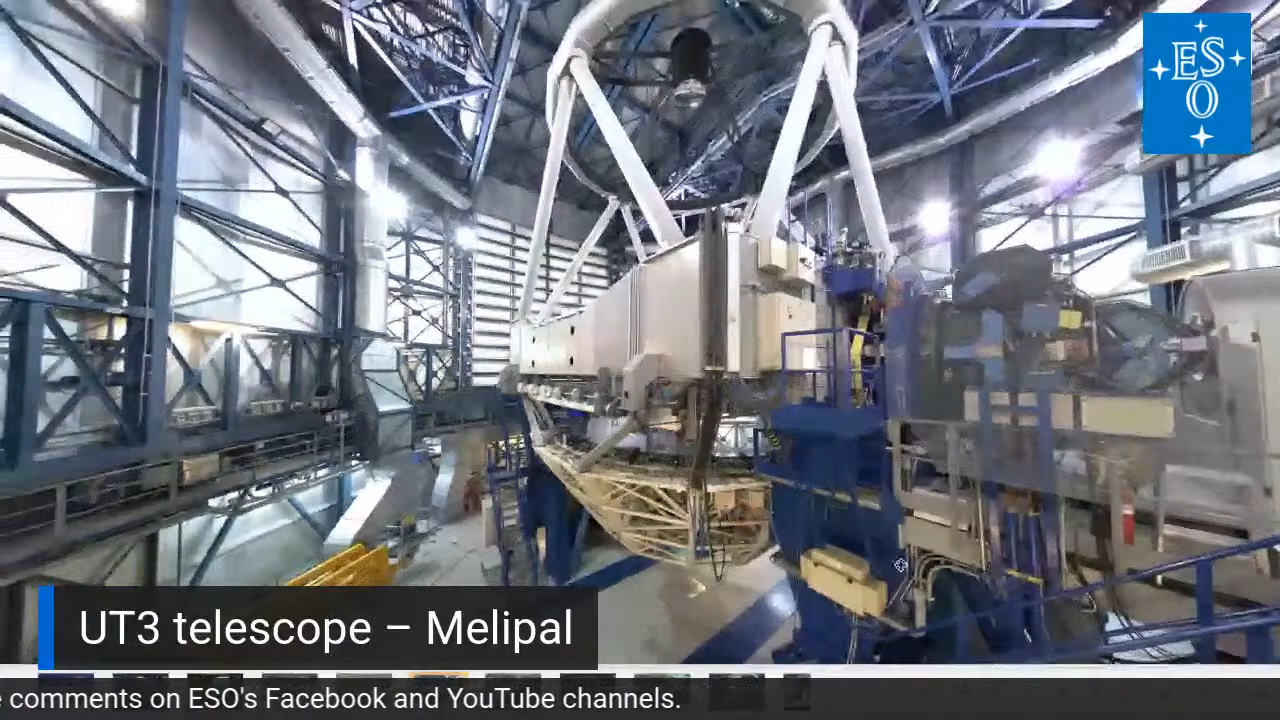 ESO
UT3 telescope – Melipal
comments on ESO's Facebook and YouTube channels.